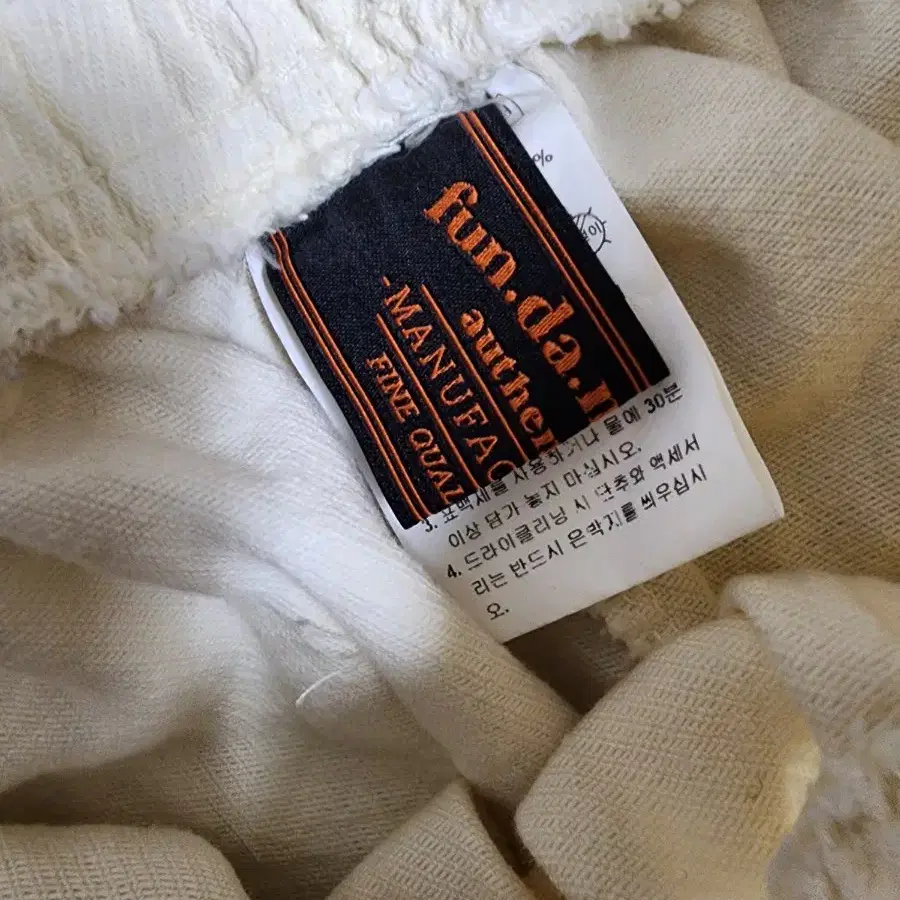 fun.da.m
authen
-MANUFAC
FINE QUAL
%
3. 표백제를 사용하거나 물에 30분
이상 담가 놓지 마십시오.
4. 드라이클리닝 시 단추와 액세서
리는 반드시 은박지를 씌우십시
오.